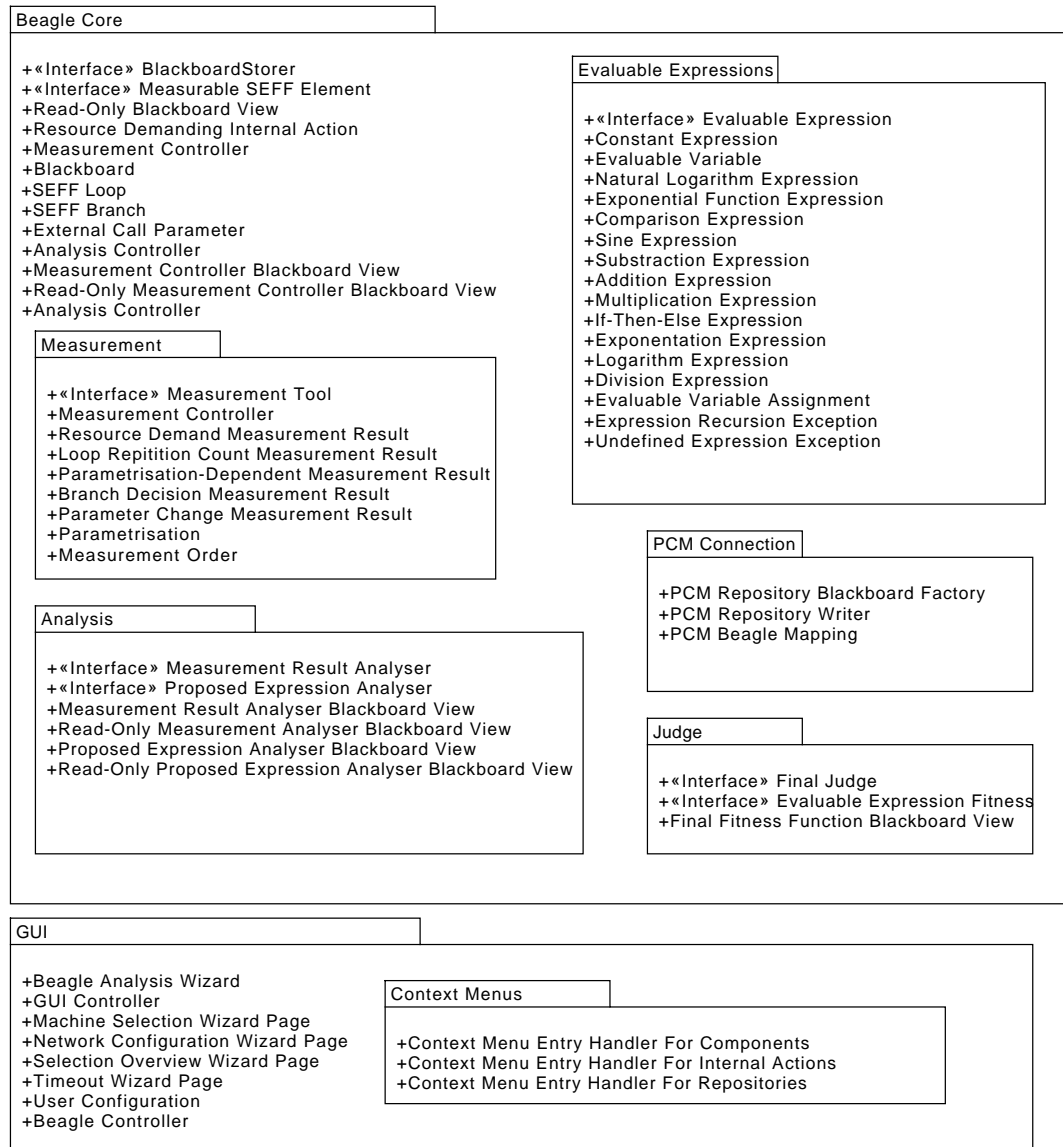 Beagle Core
+«Interface» BlackboardStorer
+«Interface» Measurable SEFF Element
+Read-Only Blackboard View
+Resource Demanding Internal Action
+Measurement Controller
+Blackboard
+SEFF Loop
+SEFF Branch
+External Call Parameter
+Analysis Controller
+Measurement Controller Blackboard View
+Read-Only Measurement Controller Blackboard View
+Analysis Controller
Measurement
+«Interface» Measurement Tool
+Measurement Controller
+Resource Demand Measurement Result
+Loop Repitition Count Measurement Result
+Parametrisation-Dependent Measurement Result
+Branch Decision Measurement Result
+Parameter Change Measurement Result
+Parametrisation
+Measurement Order
Analysis
+«Interface» Measurement Result Analyser
+«Interface» Proposed Expression Analyser
+Measurement Result Analyser Blackboard View
+Read-Only Measurement Analyser Blackboard View
+Proposed Expression Analyser Blackboard View
+Read-Only Proposed Expression Analyser Blackboard View
Evaluable Expressions
+«Interface» Evaluable Expression
+Constant Expression
+Evaluable Variable
+Natural Logarithm Expression
+Exponential Function Expression
+Comparison Expression
+Sine Expression
+Substraction Expression
+Addition Expression
+Multiplication Expression
+If-Then-Else Expression
+Exponentation Expression
+Logarithm Expression
+Division Expression
+Evaluable Variable Assignment
+Expression Recursion Exception
+Undefined Expression Exception
PCM Connection
+PCM Repository Blackboard Factory
+PCM Repository Writer
+PCM Beagle Mapping
Judge
+«Interface» Final Judge
+«Interface» Evaluable Expression Fitness
+Final Fitness Function Blackboard View
GUI
+Beagle Analysis Wizard
+GUI Controller
+Machine Selection Wizard Page
+Network Configuration Wizard Page
+Selection Overview Wizard Page
+Timeout Wizard Page
+User Configuration
+Beagle Controller
Context Menus
+Context Menu Entry Handler For Components
+Context Menu Entry Handler For Internal Actions
+Context Menu Entry Handler For Repositories